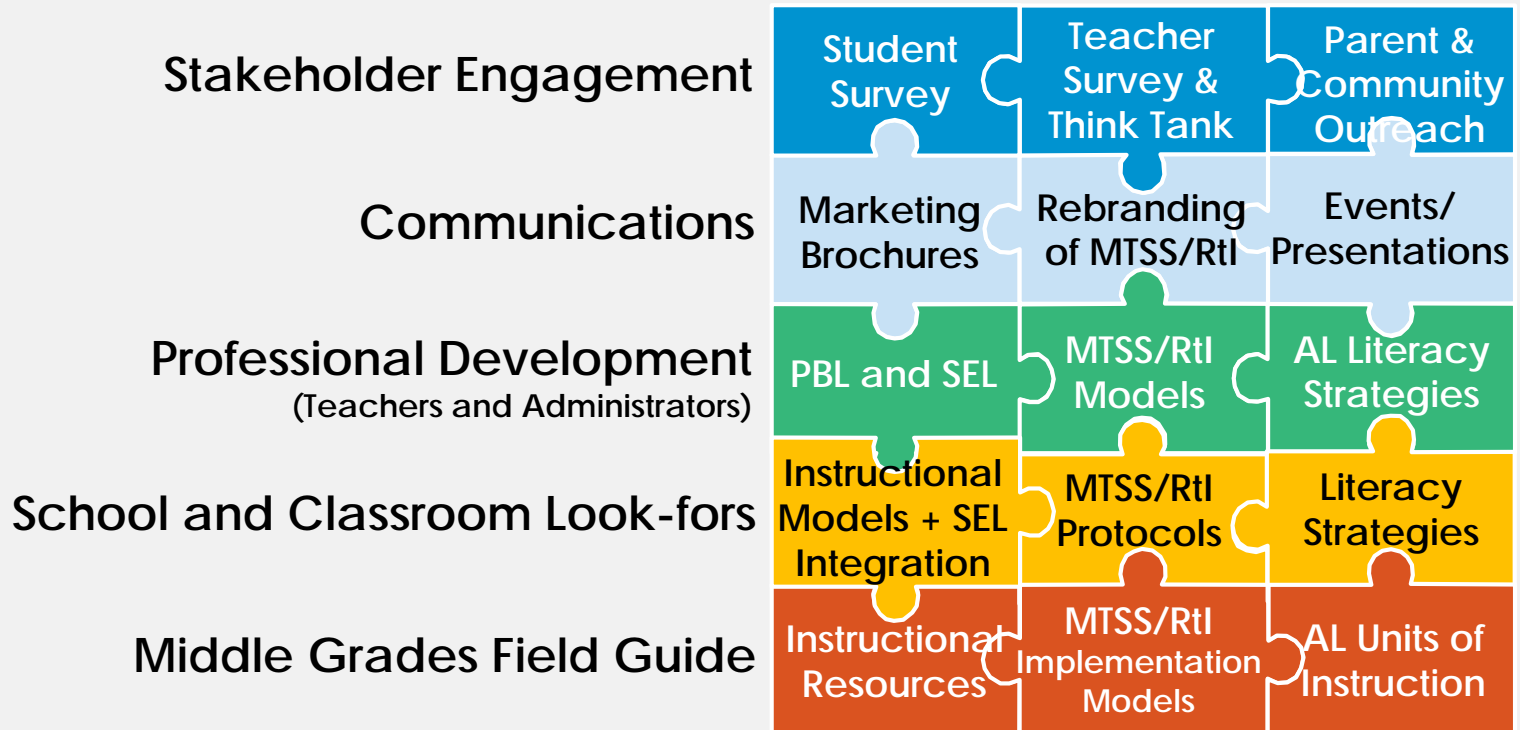 Stakeholder Engagement
Student
Survey
Teacher
Survey &
Think Tank
Parent &
Community
Outreach
Communications
Marketing
Brochures
Rebranding
of MTSS/RtI
Events/
Presentations
Professional Development
(Teachers and Administrators)
PBL and SEL
MTSS/RtI
Models
AL Literacy
Strategies
School and Classroom Look-fors
Instructional
Models + SEL
Integration
MTSS/RtI
Protocols
Literacy
Strategies
Middle Grades Field Guide
Instructional
Resources
MTSS/RtI
Implementation
Models
AL Units of
Instruction